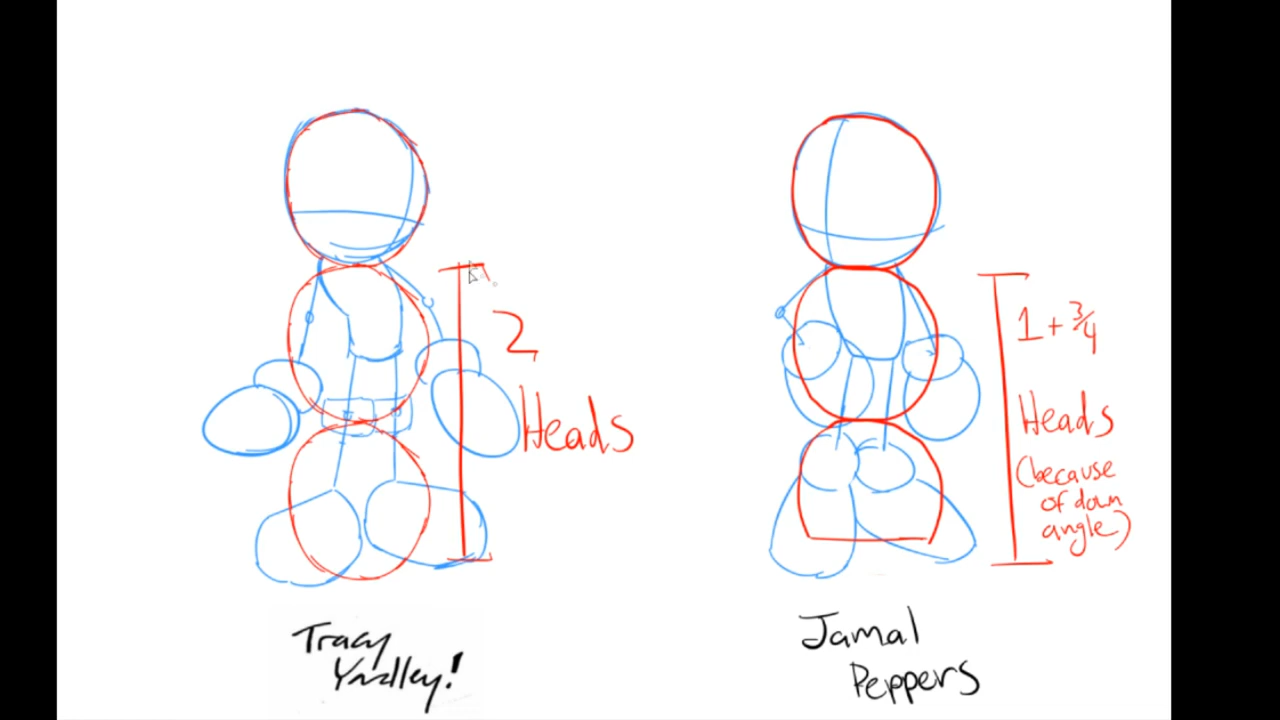 2
Heads
Tracy
Yardley!
1 + 3/4
Heads
(because
of down
angle)
Jamal
Peppers